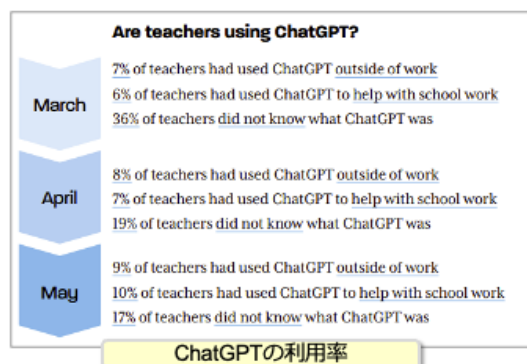 Are teachers using ChatGPT?
March
7% of teachers had used ChatGPT outside of work
6% of teachers had used ChatGPT to help with school work
36% of teachers did not know what ChatGPT was
April
8% of teachers had used ChatGPT outside of work
7% of teachers had used ChatGPT to help with school work
19% of teachers did not know what ChatGPT was
May
9% of teachers had used ChatGPT outside of work
10% of teachers had used ChatGPT to help with school work
17% of teachers did not know what ChatGPT was
ChatGPTの利用率